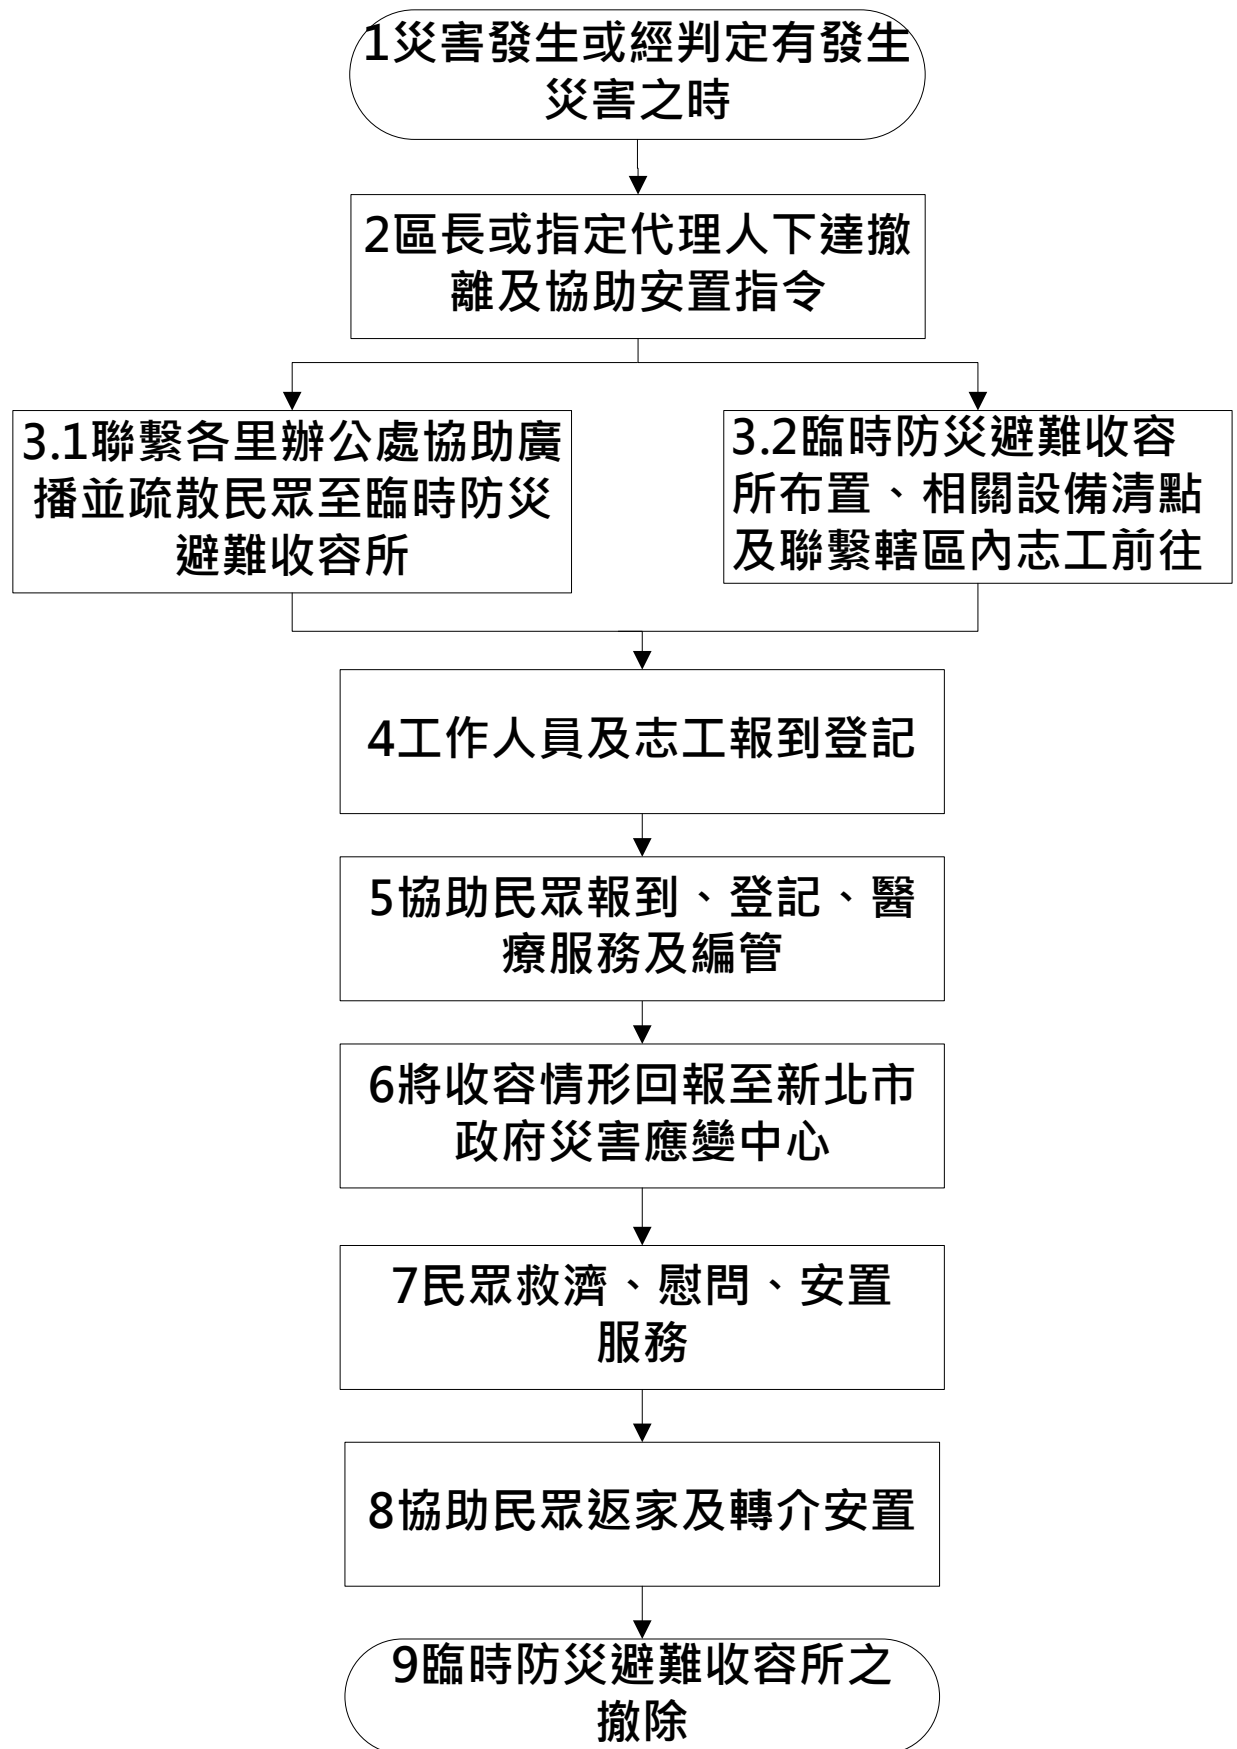 1災害發生或經判定有發生
災害之時
2區長或指定代理人下達撤
離及協助安置指令
3.1聯繫各里辦公處協助廣
播並疏散民眾至臨時防災
避難收容所
3.2臨時防災避難收容
所布置、相關設備清點
及聯繫轄區內志工前往
4工作人員及志工報到登記
5協助民眾報到、登記、醫
療服務及編管
6將收容情形回報至新北市
政府災害應變中心
7民眾救濟、慰問、安置
服務
8協助民眾返家及轉介安置
9臨時防災避難收容所之
撤除